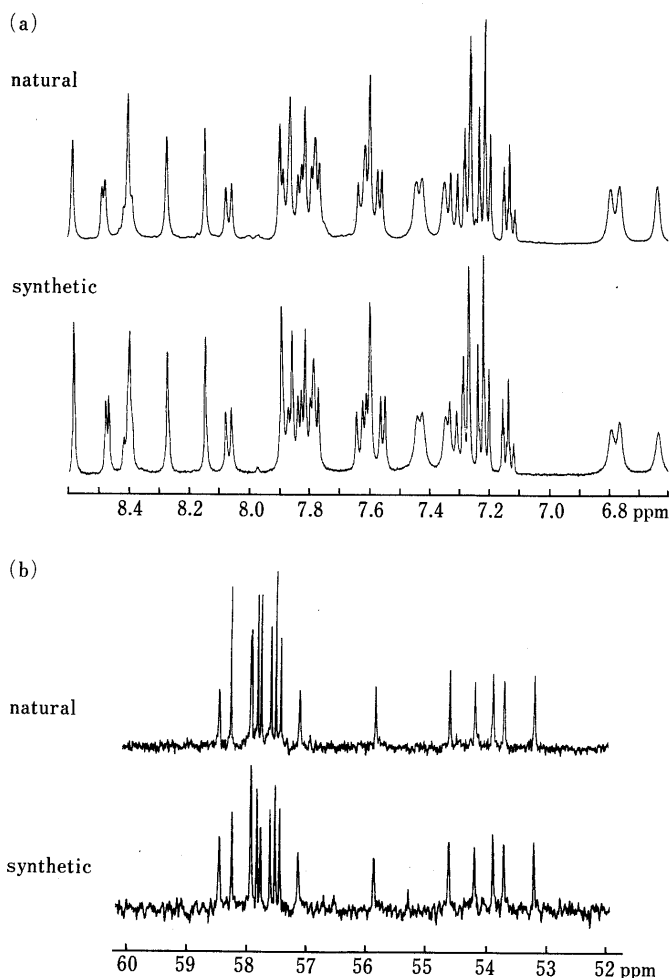 (a)
natural
synthetic
8.4 8.2 8.0 7.8 7.6 7.4 7.2 7.0 6.8 ppm
(b)
natural
synthetic
60 59 58 57 56 55 54 53 52 ppm